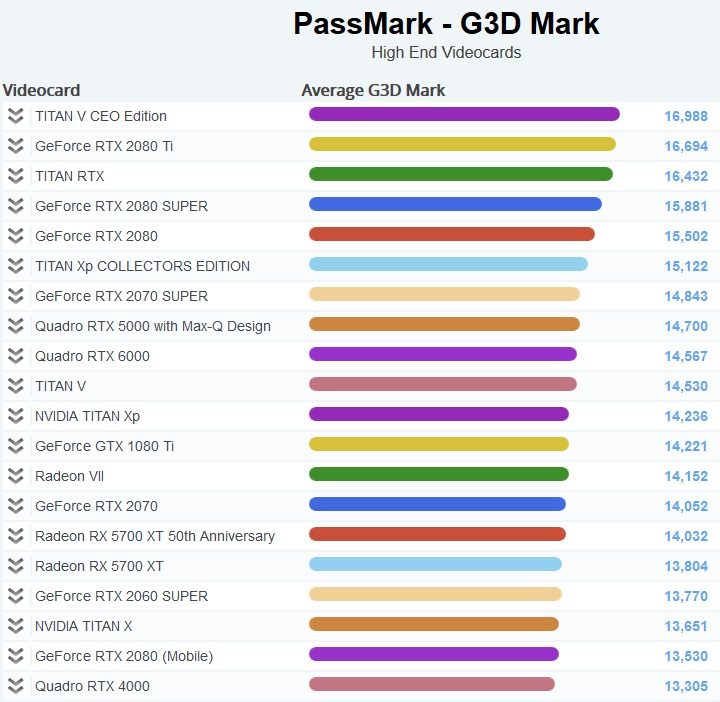 PassMark - G3D Mark
High End Videocards
Videocard Average G3D Mark
TITAN V CEO Edition 16,988
GeForce RTX 2080 Ti 16,694
TITAN RTX 16,432
GeForce RTX 2080 SUPER 15,881
GeForce RTX 2080 15,502
TITAN Xp COLLECTORS EDITION 15,122
GeForce RTX 2070 SUPER 14,843
Quadro RTX 5000 with Max-Q Design 14,700
Quadro RTX 6000 14,567
TITAN V 14,530
NVIDIA TITAN Xp 14,236
GeForce GTX 1080 Ti 14,221
Radeon VII 14,152
GeForce RTX 2070 14,052
Radeon RX 5700 XT 50th Anniversary 14,032
Radeon RX 5700 XT 13,804
GeForce RTX 2060 SUPER 13,770
NVIDIA TITAN X 13,651
GeForce RTX 2080 (Mobile) 13,530
Quadro RTX 4000 13,305